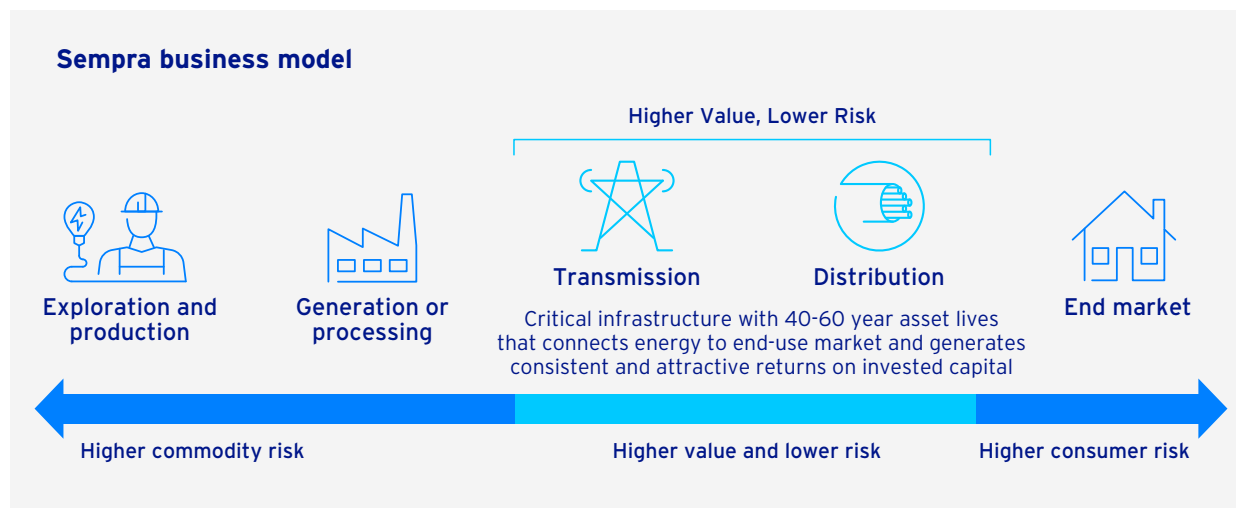 Sempra business model
Higher Value, Lower Risk
Exploration and
production
Generation or
processing
Transmission
Distribution
Critical infrastructure with 40-60 year asset lives
that connects energy to end-use market and generates
consistent and attractive returns on invested capital
End market
Higher commodity risk
Higher value and lower risk
Higher consumer risk